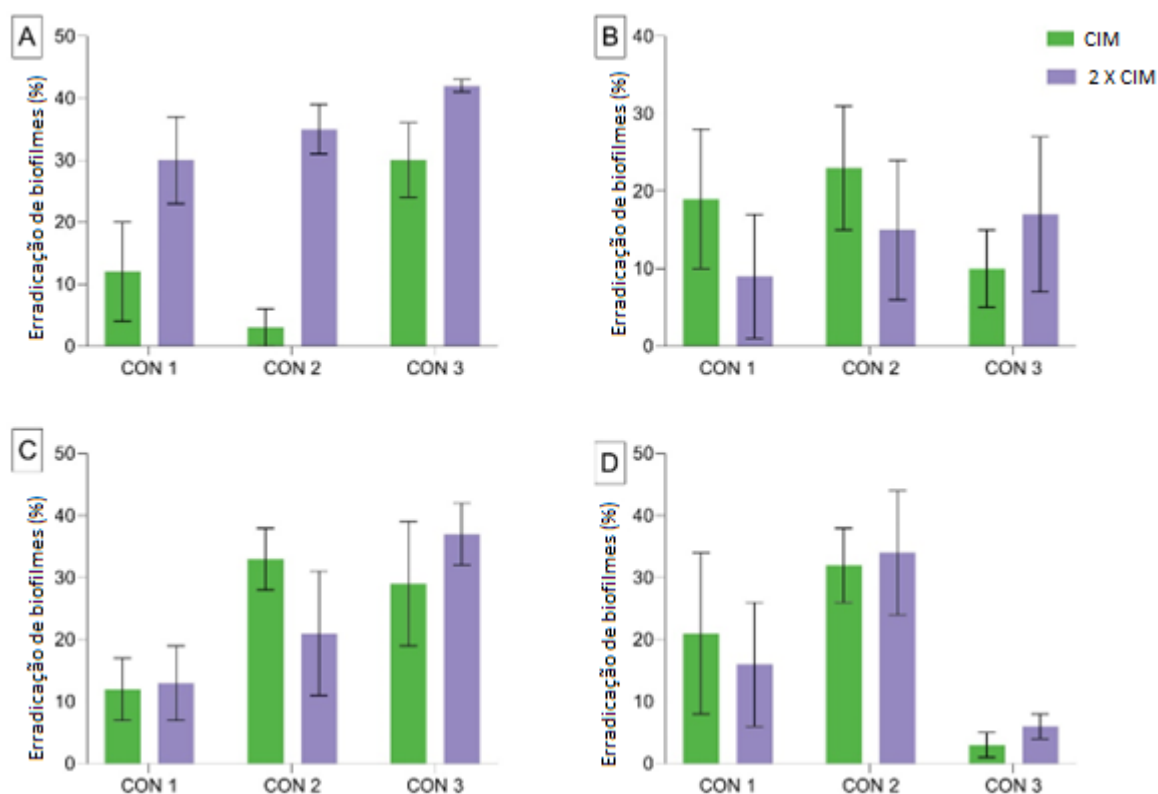 A
Erradicação de biofilmes (%)
50
40
30
20
10
0
CON 1
CON 2
CON 3
B
Erradicação de biofilmes (%)
40
30
20
10
0
CON 1
CON 2
CON 3
CIM
2 X CIM
C
Erradicação de biofilmes (%)
50
40
30
20
10
0
CON 1
CON 2
CON 3
D
Erradicação de biofilmes (%)
50
40
30
20
10
0
CON 1
CON 2
CON 3